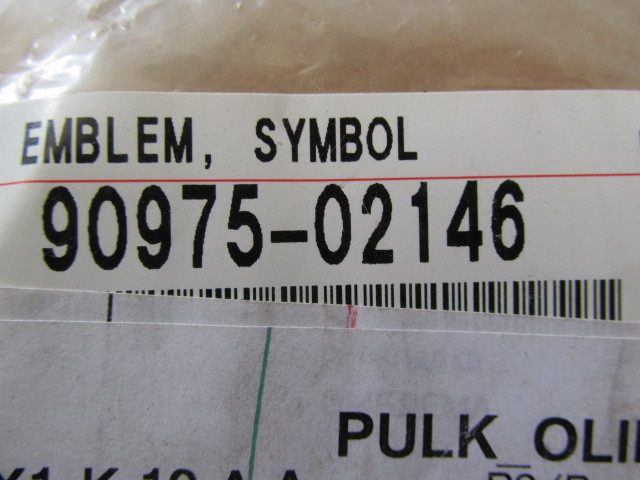 EMBLEM, SYMBOL
90975-02146
PULK_OLI